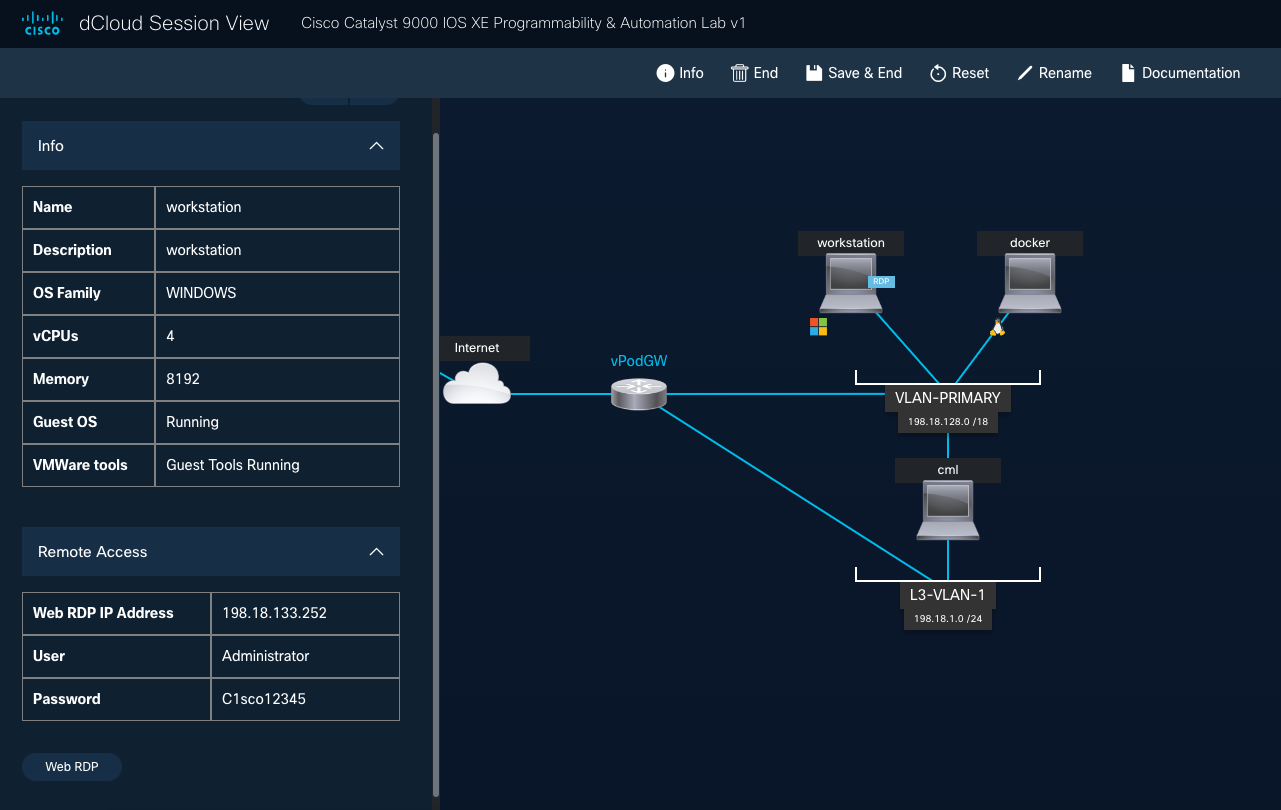 CISCO dCloud Session View Cisco Catalyst 9000 IOS XE Programmability & Automation Lab v1
Info End Save & End Reset Rename Documentation
Info
Name workstation
Description workstation
OS Family WINDOWS
vCPUs 4
Memory 8192
Guest OS Running
VMWare tools Guest Tools Running
Remote Access
Web RDP IP Address 198.18.133.252
User Administrator
Password C1sco12345
Web RDP
workstation
RDP
docker
Internet
vPodGW
VLAN-PRIMARY
198.18.128.0 /18
cml
L3-VLAN-1
198.18.1.0 /24